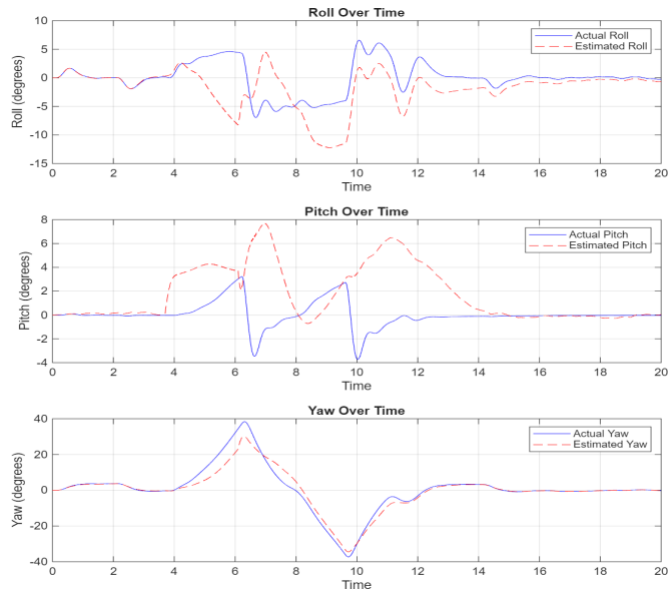 Roll Over Time
10
5
0
-5
-10
-15
Roll (degrees)
Actual Roll
Estimated Roll
0 2 4 6 8 10 12 14 16 18 20
Time
Pitch Over Time
8
6
4
2
0
-2
-4
Pitch (degrees)
Actual Pitch
Estimated Pitch
0 2 4 6 8 10 12 14 16 18 20
Time
Yaw Over Time
40
20
0
-20
-40
Yaw (degrees)
Actual Yaw
Estimated Yaw
0 2 4 6 8 10 12 14 16 18 20
Time